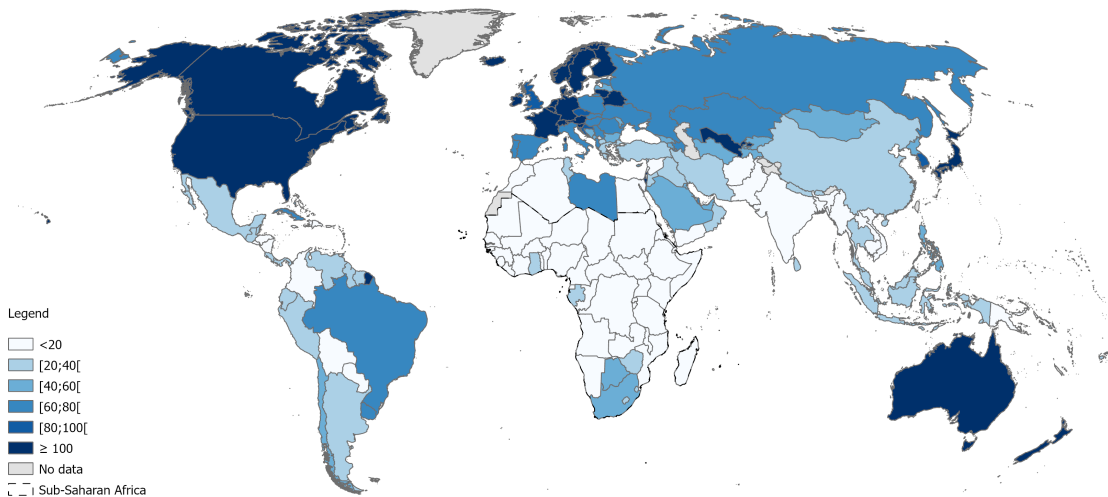 Legend
<20
[20;40[
[40;60[
[60;80[
[80;100[
≥ 100
No data
Sub-Saharan Africa